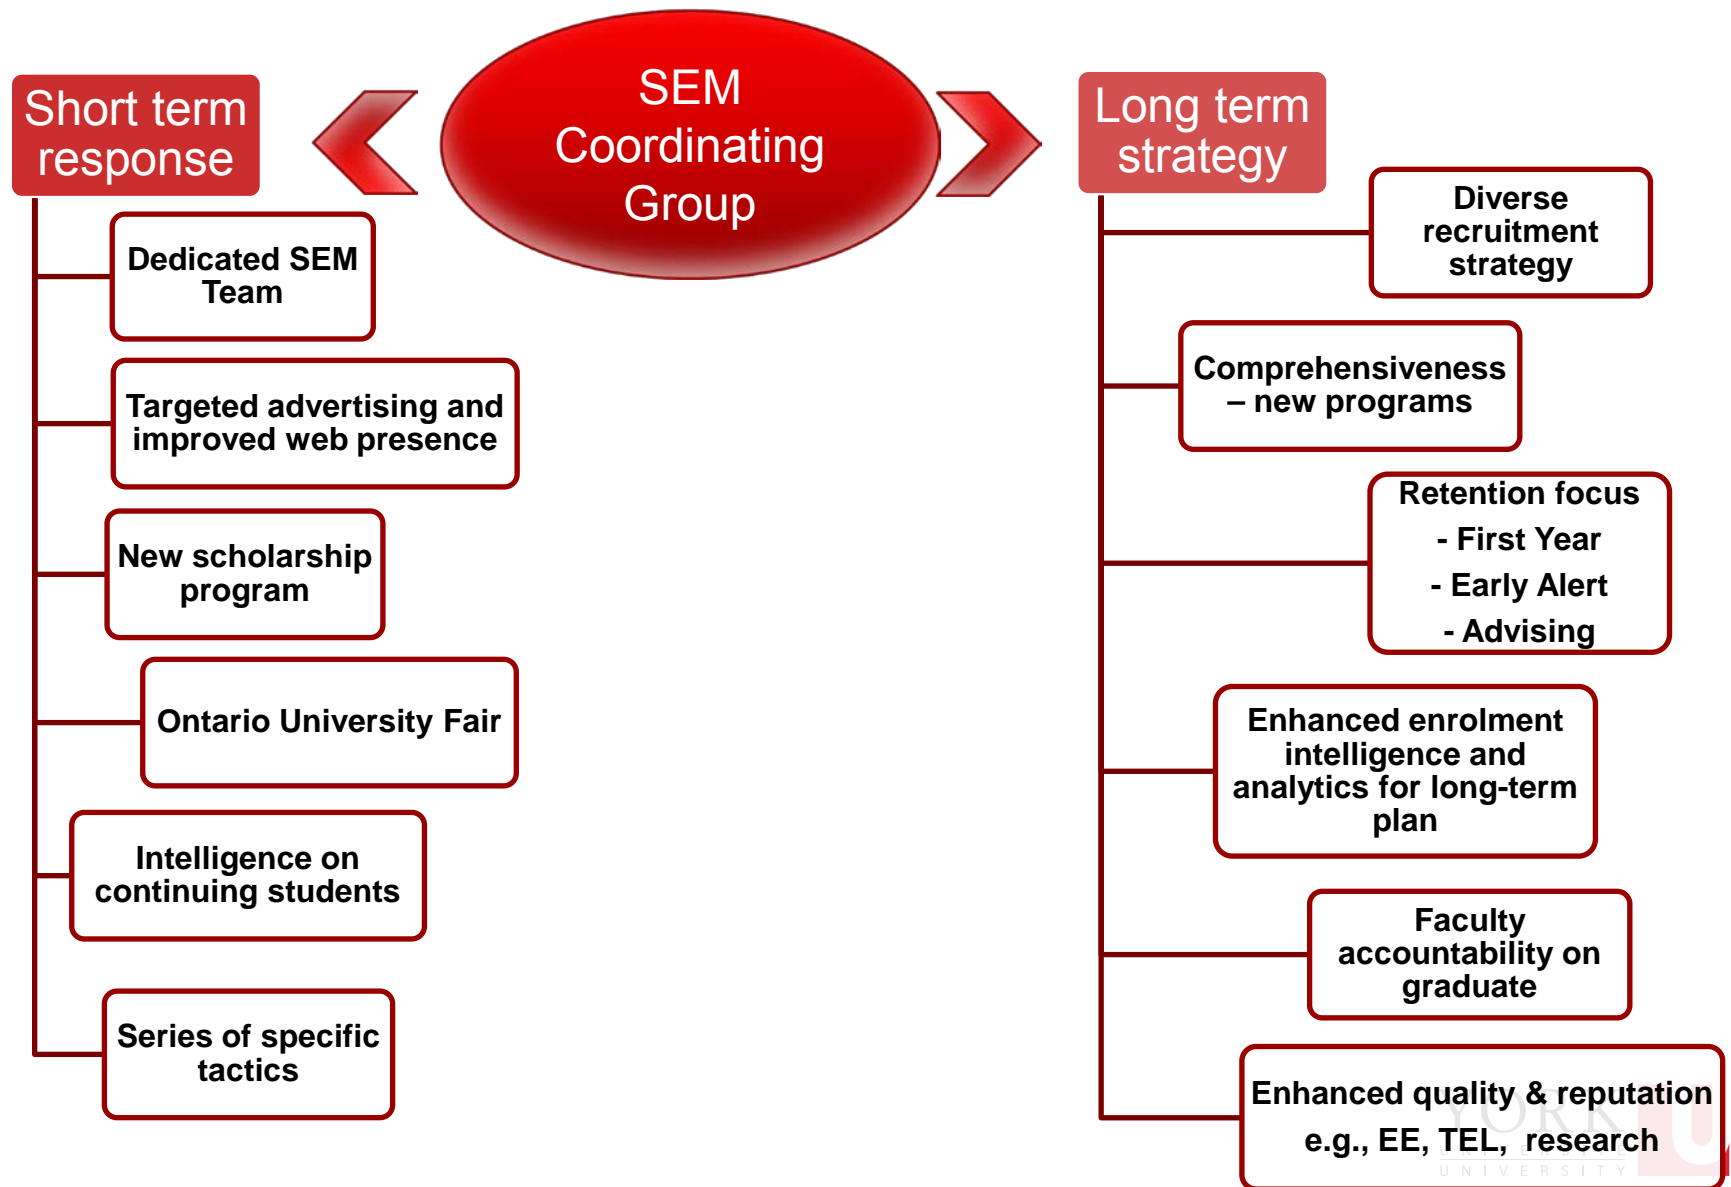 SEM
Coordinating
Group
Short term
response
Dedicated SEM
Team
Targeted advertising and
improved web presence
New scholarship
program
Ontario University Fair
Intelligence on
continuing students
Series of specific
tactics
Long term
strategy
Diverse
recruitment
strategy
Comprehensiveness
– new programs
Retention focus
- First Year
- Early Alert
- Advising
Enhanced enrolment
intelligence and
analytics for long-term
plan
Faculty
accountability on
graduate
Enhanced quality & reputation
e.g., EE, TEL, research
YORK
UNIVERSITÉ
UNIVERSITY
U